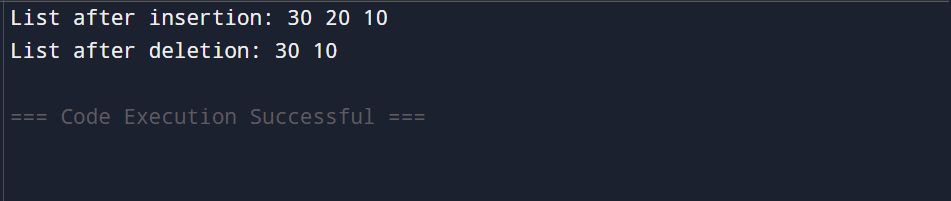 List after insertion: 30 20 10
List after deletion: 30 10
=== Code Execution Successful ===